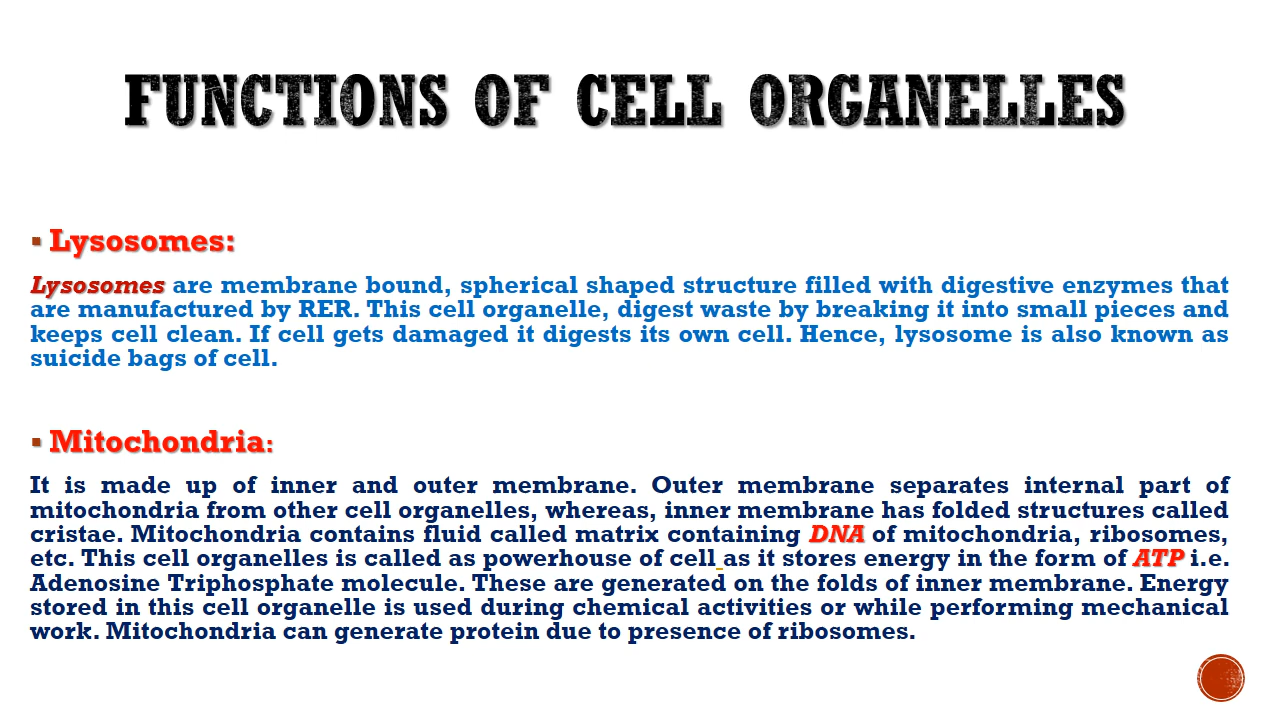 FUNCTIONS OF CELL ORGANELLES
▪ Lysosomes:
Lysosomes are membrane bound, spherical shaped structure filled with digestive enzymes that
are manufactured by RER. This cell organelle, digest waste by breaking it into small pieces and
keeps cell clean. If cell gets damaged it digests its own cell. Hence, lysosome is also known as
suicide bags of cell.
▪ Mitochondria:
It is made up of inner and outer membrane. Outer membrane separates internal part of
mitochondria from other cell organelles, whereas, inner membrane has folded structures called
cristae. Mitochondria contains fluid called matrix containing DNA of mitochondria, ribosomes,
etc. This cell organelles is called as powerhouse of cell as it stores energy in the form of ATP i.e.
Adenosine Triphosphate molecule. These are generated on the folds of inner membrane. Energy
stored in this cell organelle is used during chemical activities or while performing mechanical
work. Mitochondria can generate protein due to presence of ribosomes.